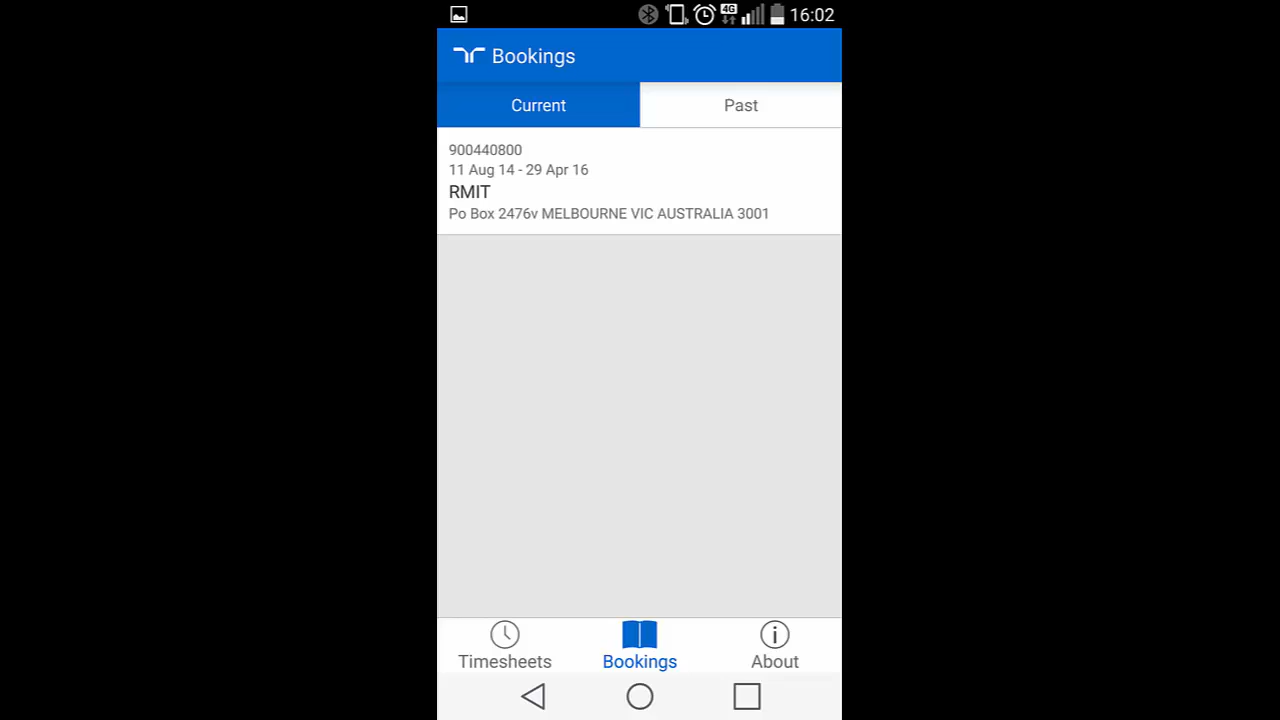 4G 16:02
Bookings
Current Past
900440800
11 Aug 14 - 29 Apr 16
RMIT
Po Box 2476v MELBOURNE VIC AUSTRALIA 3001
Timesheets Bookings About